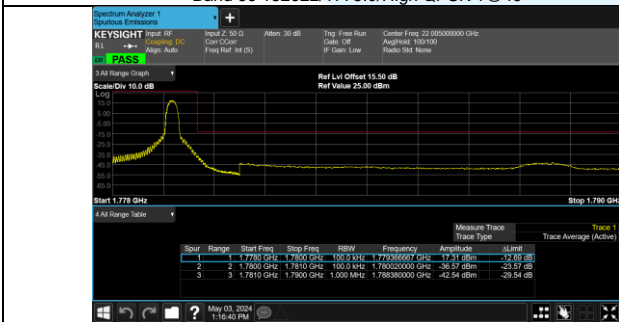 Spectrum Analyzer 1
Spurious Emissions
KEYSIGHT Input: RF
R L
Coupling: DC
Align: Auto
Input Z: 50 Ω
Corr CCorr
Freq Ref: Int (S)
Atten: 30 dB
Trig: Free Run
Gate: Off
IF Gain: Low
Center Freq: 22.005000000 GHz
Avg|Hold: 100/100
Radio Std: None
PASS
3 All Range Graph
Scale/Div 10.0 dB
Ref Lvl Offset 15.50 dB
Ref Value 25.00 dBm
Log
15.0
5.00
-5.00
-15.0
-25.0
-35.0
-45.0
-55.0
-65.0
Start 1.778 GHz
Stop 1.790 GHz
4 All Range Table
Measure Trace Trace 1
Trace Type Trace Average (Active)
Spur Range Start Freq Stop Freq RBW Frequency Amplitude ΔLimit
1 1 1.7780 GHz 1.7800 GHz 100.0 kHz 1.779366667 GHz 17.31 dBm -12.69 dB
2 2 1.7800 GHz 1.7810 GHz 100.0 kHz 1.780020000 GHz -36.57 dBm -23.57 dB
3 3 1.7810 GHz 1.7900 GHz 1.000 MHz 1.788380000 GHz -42.54 dBm -29.54 dB
?
May 03, 2024
1:16:40 PM